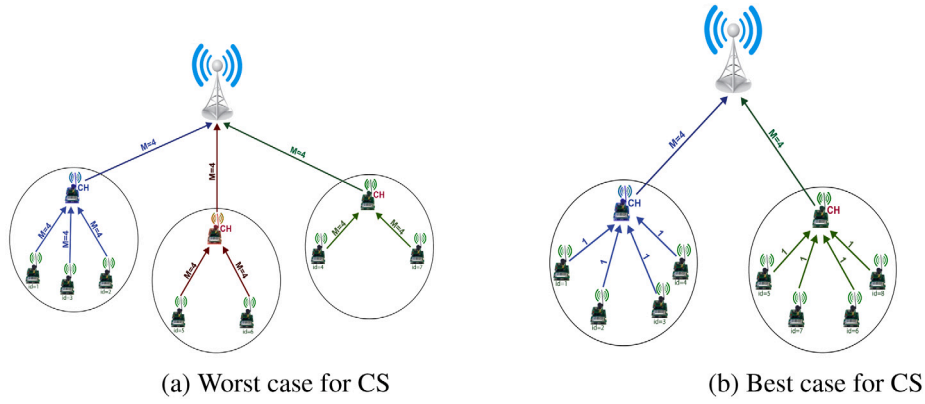 M=4
M=4
M=4
CH
M=4
M=4
M=4
id=1
id=3
id=2
CH
M=4
M=4
id=5
id=6
CH
M=4
M=4
id=4
id=7
(a) Worst case for CS
M=4
M=4
CH
1
1
1
1
id=1
id=2
id=3
id=4
CH
1
1
1
1
id=5
id=7
id=6
id=8
(b) Best case for CS